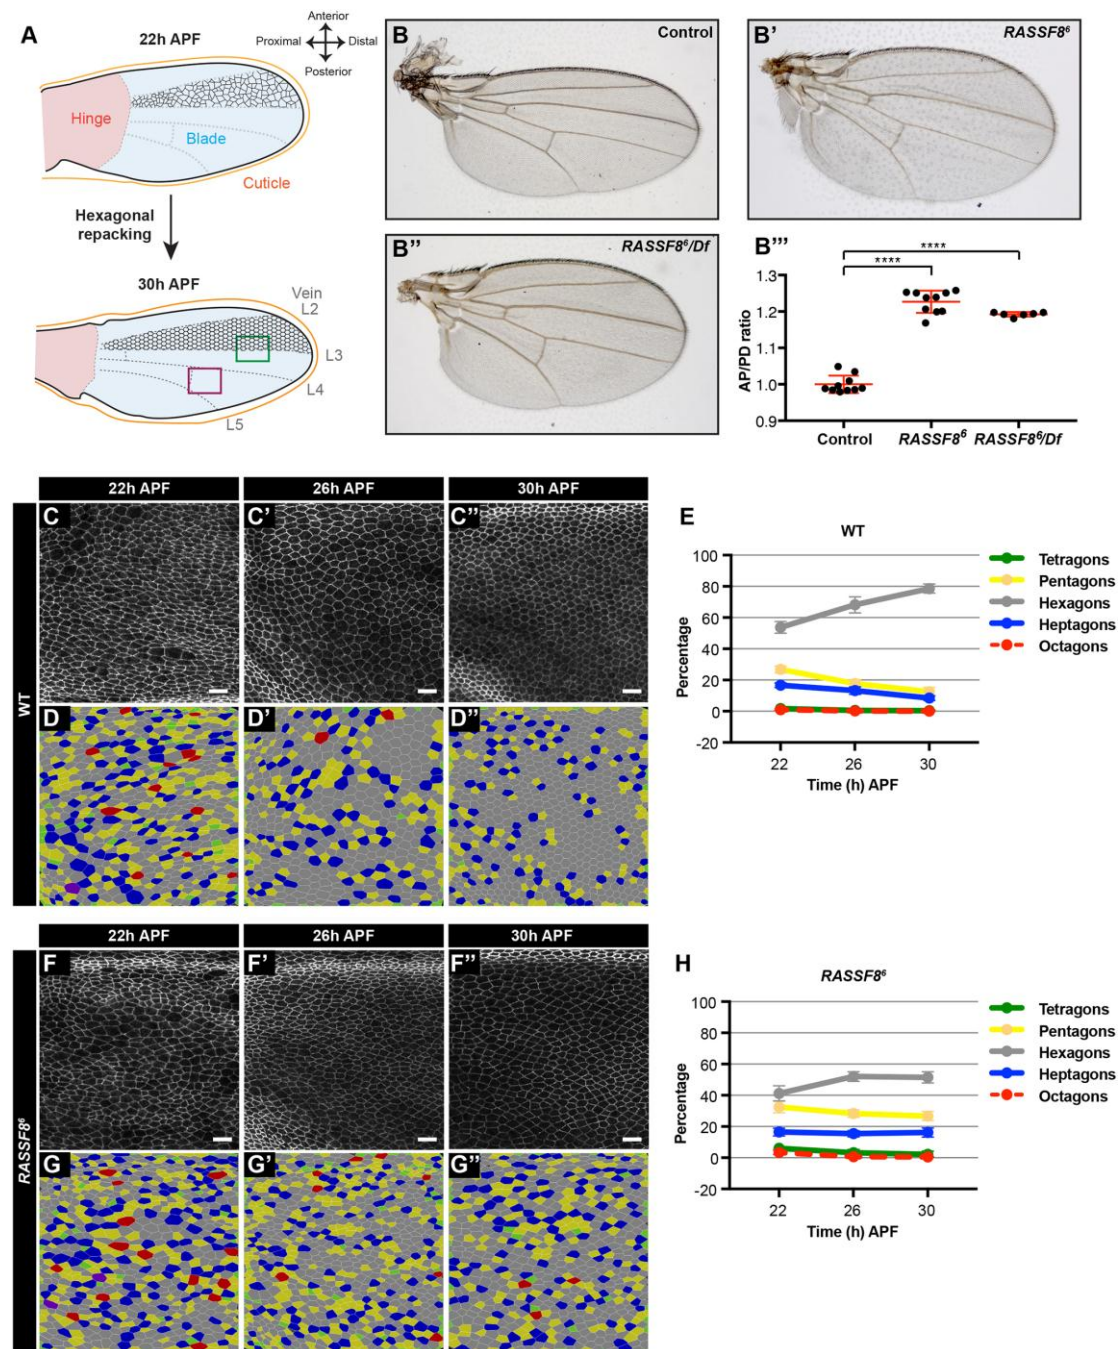 A
22h APF
Anterior
Proximal
Distal
Posterior
Hinge
Blade
Cuticle
Hexagonal
repacking
30h APF
Vein
L2
L3
L4
L5
B
Control
B'
RASSF8⁶
B''
RASSF8⁶/Df
B'''
****
****
AP/PD ratio
1.3
1.2
1.1
1.0
0.9
Control
RASSF8⁶
RASSF8⁶/Df
22h APF
26h APF
30h APF
WT
C
C'
C''
D
D'
D''
E
WT
Percentage
100
80
60
40
20
0
-20
22
26
30
Time (h) APF
Tetragons
Pentagons
Hexagons
Heptagons
Octagons
22h APF
26h APF
30h APF
RASSF8⁶
F
F'
F''
G
G'
G''
H
RASSF8⁶
Percentage
100
80
60
40
20
0
-20
22
26
30
Time (h) APF
Tetragons
Pentagons
Hexagons
Heptagons
Octagons